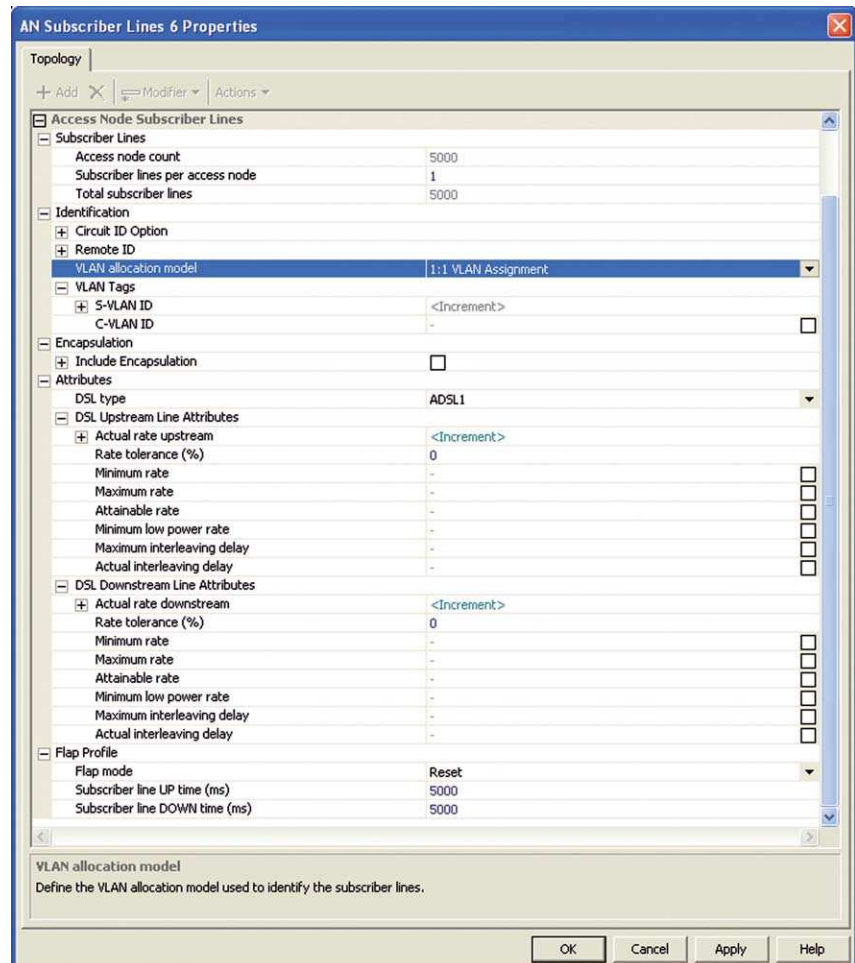 AN Subscriber Lines 6 Properties
Topology
Add Modifier Actions
Access Node Subscriber Lines
Subscriber Lines
Access node count 5000
Subscriber lines per access node 1
Total subscriber lines 5000
Identification
Circuit ID Option
Remote ID
VLAN allocation model 1:1 VLAN Assignment
VLAN Tags
S-VLAN ID <Increment>
C-VLAN ID -
Encapsulation
Include Encapsulation
Attributes
DSL type ADSL1
DSL Upstream Line Attributes
Actual rate upstream <Increment>
Rate tolerance (%) 0
Minimum rate -
Maximum rate -
Attainable rate -
Minimum low power rate -
Maximum interleaving delay -
Actual interleaving delay -
DSL Downstream Line Attributes
Actual rate downstream <Increment>
Rate tolerance (%) 0
Minimum rate -
Maximum rate -
Attainable rate -
Minimum low power rate -
Maximum interleaving delay -
Actual interleaving delay -
Flap Profile
Flap mode Reset
Subscriber line UP time (ms) 5000
Subscriber line DOWN time (ms) 5000
VLAN allocation model
Define the VLAN allocation model used to identify the subscriber lines.
OK Cancel Apply Help